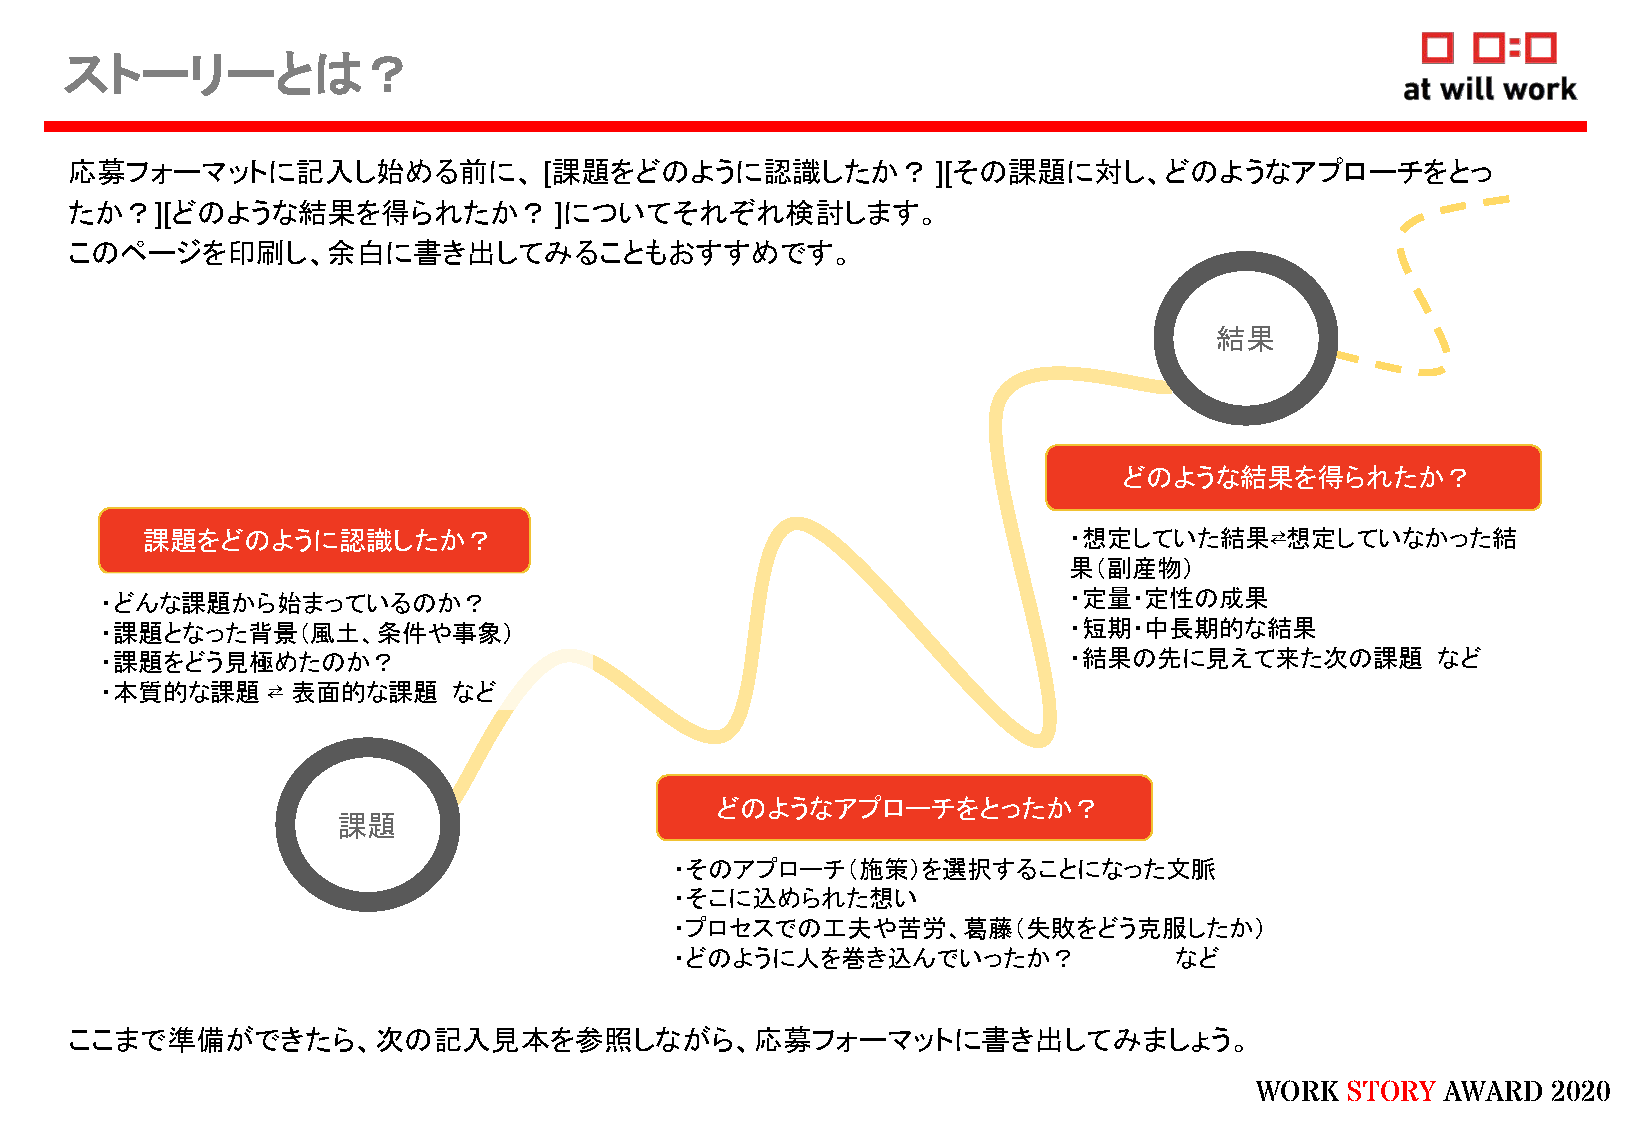 ストーリーとは？
at will work
応募フォーマットに記入し始める前に、[課題をどのように認識したか？][その課題に対し、どのようなアプローチをとっ
たか？][どのような結果を得られたか？]についてそれぞれ検討します。
このページを印刷し、余白に書き出してみることもおすすめです。
結果
どのような結果を得られたか？
・想定していた結果⇄想定していなかった結
果（副産物）
・定量・定性の成果
・短期・中長期的な結果
・結果の先に見えて来た次の課題　など
課題をどのように認識したか？
・どんな課題から始まっているのか？
・課題となった背景（風土、条件や事象）
・課題をどう見極めたのか？
・本質的な課題 ⇄ 表面的な課題　など
課題
どのようなアプローチをとったか？
・そのアプローチ（施策）を選択することになった文脈
・そこに込められた想い
・プロセスでの工夫や苦労、葛藤（失敗をどう克服したか）
・どのように人を巻き込んでいったか？　　　　など
ここまで準備ができたら、次の記入見本を参照しながら、応募フォーマットに書き出してみましょう。
WORK STORY AWARD 2020